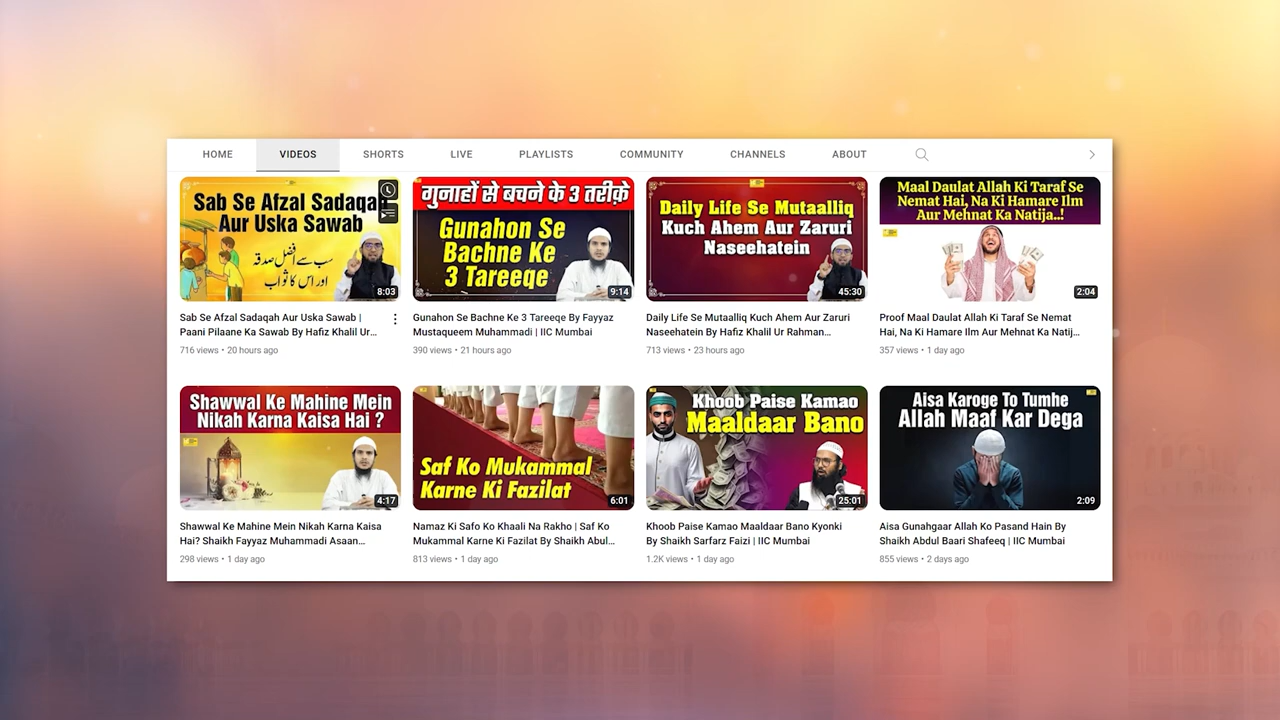 HOME VIDEOS SHORTS LIVE PLAYLISTS COMMUNITY CHANNELS ABOUT
Sab Se Afzal Sadaqah
Aur Uska Sawab
سب سے افضل صدقہ
اور اس کا ثواب
8:03
गुनाहों से बचने के 3 तरीक़े
Gunahon Se
Bachne Ke
3 Tareeqe
9:14
Daily Life Se Mutaalliq
Kuch Ahem Aur Zaruri
Naseehatein
45:30
Maal Daulat Allah Ki Taraf Se
Nemat Hai, Na Ki Hamare Ilm
Aur Mehnat Ka Natija..!
2:04
Sab Se Afzal Sadaqah Aur Uska Sawab |
Paani Pilaane Ka Sawab By Hafiz Khalil Ur...
716 views • 20 hours ago
Gunahon Se Bachne Ke 3 Tareeqe By Fayyaz
Mustaqueem Muhammadi | IIC Mumbai
390 views • 21 hours ago
Daily Life Se Mutaalliq Kuch Ahem Aur Zaruri
Naseehatein By Hafiz Khalil Ur Rahman...
713 views • 23 hours ago
Proof Maal Daulat Allah Ki Taraf Se Nemat
Hai, Na Ki Hamare Ilm Aur Mehnat Ka Natij...
357 views • 1 day ago
Shawwal Ke Mahine Mein
Nikah Karna Kaisa Hai ?
4:17
Saf Ko Mukammal
Karne Ki Fazilat
6:01
Khoob Paise Kamao
Maaldaar Bano
25:01
Aisa Karoge To Tumhe
Allah Maaf Kar Dega
2:09
Shawwal Ke Mahine Mein Nikah Karna Kaisa
Hai? Shaikh Fayyaz Muhammadi Asaan...
298 views • 1 day ago
Namaz Ki Safo Ko Khaali Na Rakho | Saf Ko
Mukammal Karne Ki Fazilat By Shaikh Abul...
813 views • 1 day ago
Khoob Paise Kamao Maaldaar Bano Kyonki
By Shaikh Sarfarz Faizi | IIC Mumbai
1.2K views • 1 day ago
Aisa Gunahgaar Allah Ko Pasand Hain By
Shaikh Abdul Baari Shafeeq | IIC Mumbai
855 views • 2 days ago